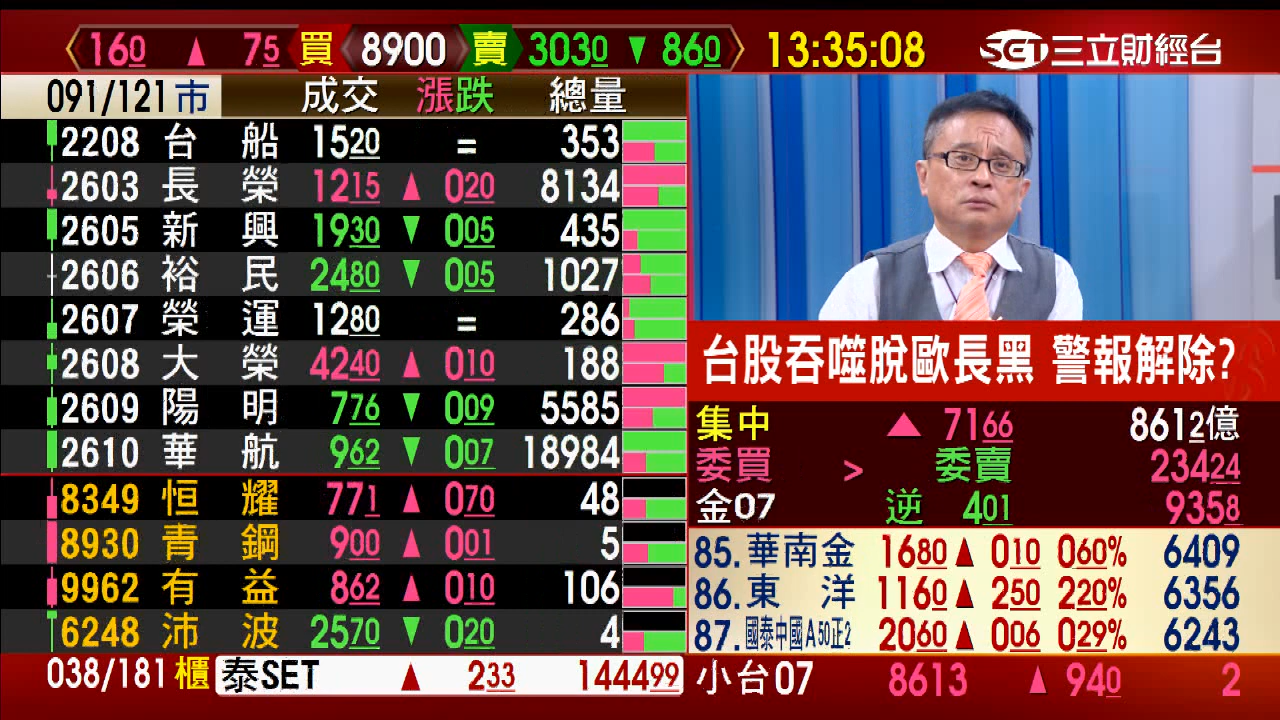 160 ▲ 75 買 8900 賣 3030 ▼ 860 13:35:08 SET三立財經台
091/121 市 成交 漲跌 總量
2208 台船 1520 = 353
2603 長榮 1215 ▲ 020 8134
2605 新興 1930 ▼ 005 435
2606 裕民 2480 ▼ 005 1027
2607 榮運 1280 = 286
2608 大榮 4240 ▲ 010 188
2609 陽明 776 ▼ 009 5585
2610 華航 962 ▼ 007 18984
8349 恒耀 771 ▲ 070 48
8930 青鋼 900 ▲ 001 5
9962 有益 862 ▲ 010 106
6248 沛波 2570 ▼ 020 4
038/181 櫃 泰SET ▲ 233 144499
台股吞噬脫歐長黑 警報解除?
集中 ▲ 7166 8612億
委買 > 委賣 23424
金07 逆 401 9358
85. 華南金 1680 ▲ 010 060% 6409
86. 東洋 1160 ▲ 250 220% 6356
87. 國泰中國A50正2 2060 ▲ 006 029% 6243
小台07 8613 ▲ 940 2